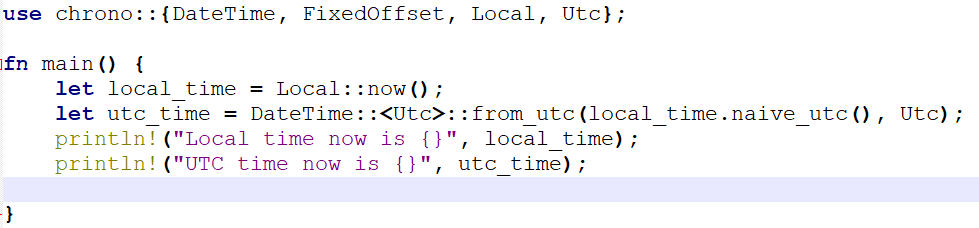 use chrono::{DateTime, FixedOffset, Local, Utc};

fn main() {
    let local_time = Local::now();
    let utc_time = DateTime::<Utc>::from_utc(local_time.naive_utc(), Utc);
    println!("Local time now is {}", local_time);
    println!("UTC time now is {}", utc_time);

}